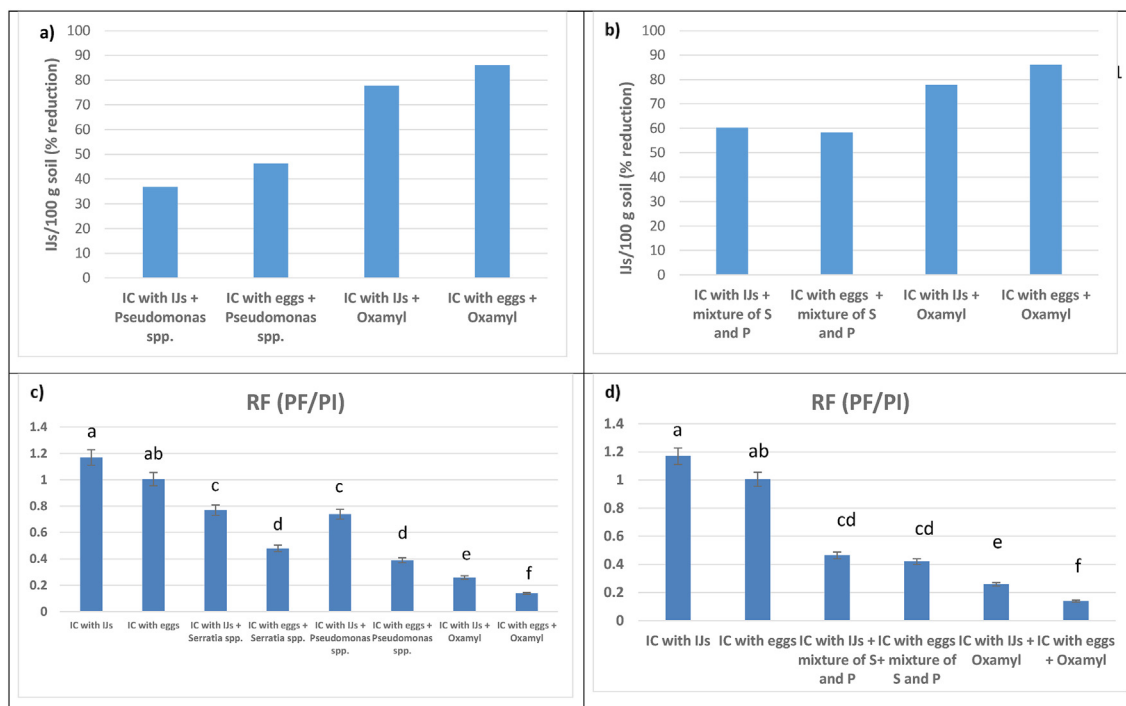 a)
IJs/100 g soil (% reduction)
100
90
80
70
60
50
40
30
20
10
0
IC with IJs +
Pseudomonas
spp.
IC with eggs +
Pseudomonas
spp.
IC with IJs +
Oxamyl
IC with eggs +
Oxamyl
b)
IJs/100 g soil (% reduction)
100
90
80
70
60
50
40
30
20
10
0
IC with IJs +
mixture of S
and P
IC with eggs +
mixture of S
and P
IC with IJs +
Oxamyl
IC with eggs +
Oxamyl
1
c)
RF (PF/PI)
1.4
1.2
1
0.8
0.6
0.4
0.2
0
a
ab
c
d
c
d
e
f
IC with IJs
IC with eggs
IC with IJs +
Serratia spp.
IC with eggs +
Serratia spp.
IC with IJs +
Pseudomonas
spp.
IC with eggs +
Pseudomonas
spp.
IC with IJs +
Oxamyl
IC with eggs +
Oxamyl
d)
RF (PF/PI)
1.4
1.2
1
0.8
0.6
0.4
0.2
0
a
ab
cd
cd
e
f
IC with IJs
IC with eggs
IC with IJs +
mixture of S
and P
IC with eggs
+ mixture of
S and P
IC with IJs +
Oxamyl
IC with eggs
+ Oxamyl